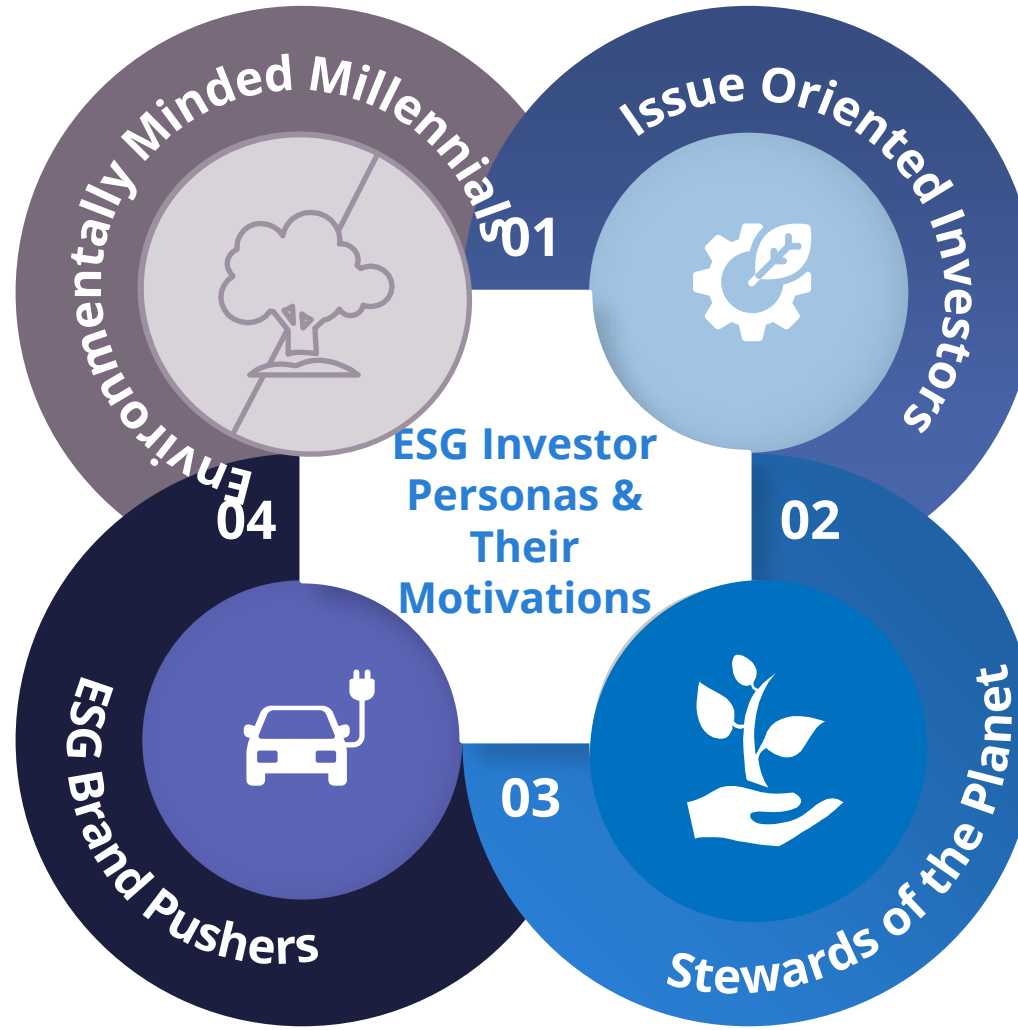 Environmentally Minded Millennials
01
Issue Oriented Investors
ESG Investor
Personas &
Their
Motivations
04
02
ESG Brand Pushers
03
Stewards of the Planet